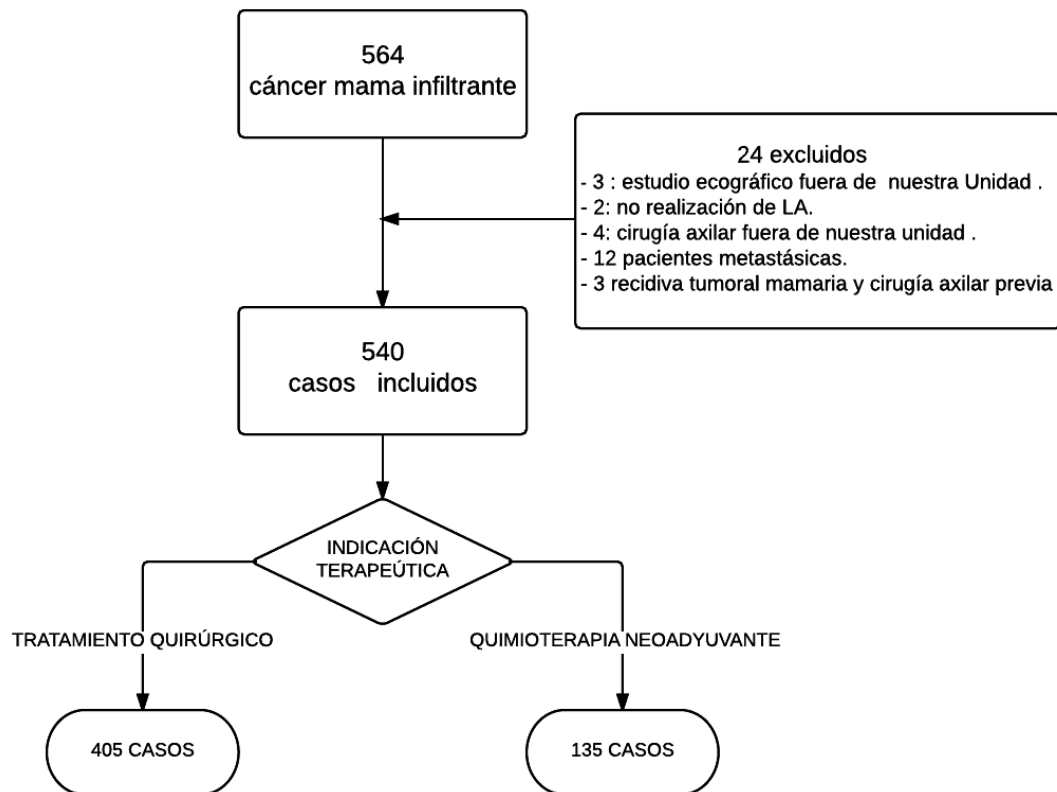 564
cáncer mama infiltrante
24 excluidos
- 3 : estudio ecográfico fuera de nuestra Unidad .
- 2: no realización de LA.
- 4: cirugía axilar fuera de nuestra unidad .
- 12 pacientes metastásicas.
- 3 recidiva tumoral mamaria y cirugía axilar previa
540
casos incluidos
INDICACIÓN
TERAPEÚTICA
TRATAMIENTO QUIRÚRGICO
QUIMIOTERAPIA NEOADYUVANTE
405 CASOS
135 CASOS